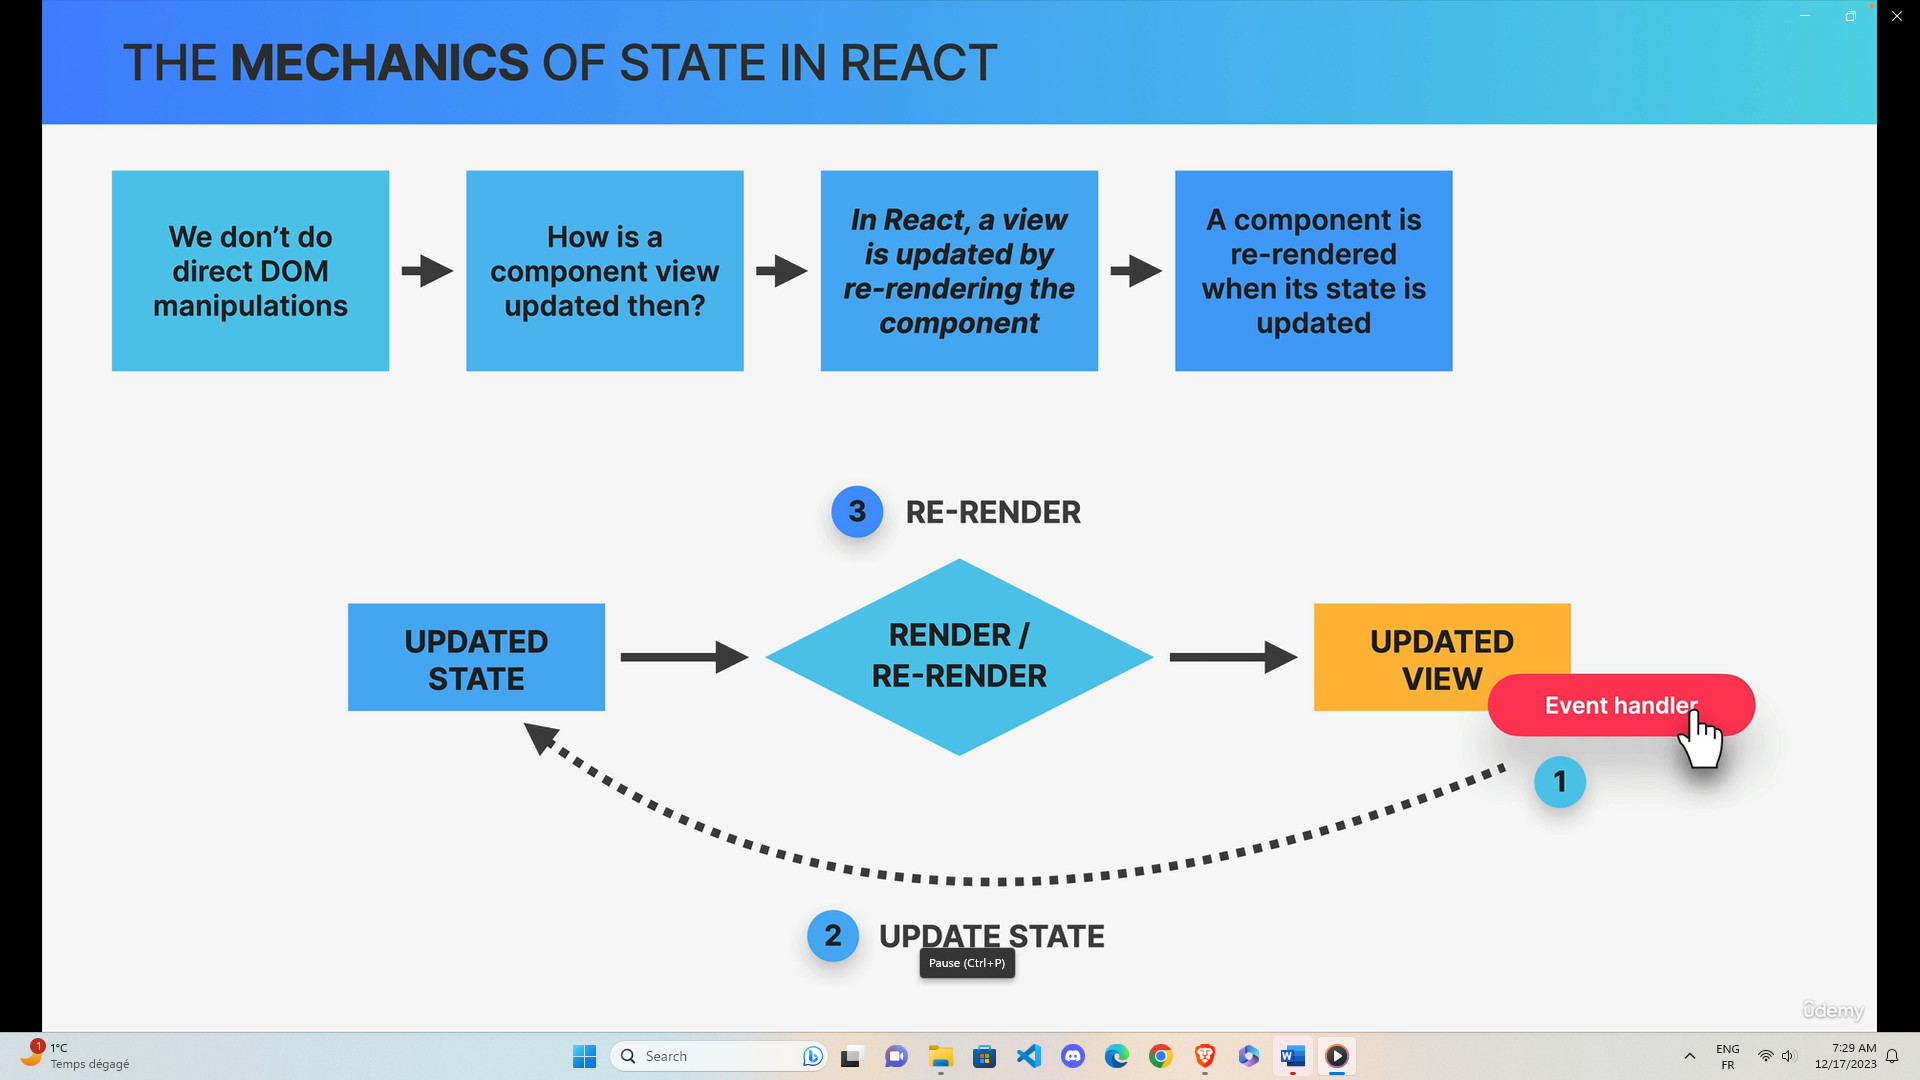 THE MECHANICS OF STATE IN REACT
We don't do
direct DOM
manipulations
How is a
component view
updated then?
In React, a view
is updated by
re-rendering the
component
A component is
re-rendered
when its state is
updated
3 RE-RENDER
UPDATED
STATE
RENDER /
RE-RENDER
UPDATED
VIEW
Event handler
1
2 UPDATE STATE
Pause (Ctrl+P)
ûdemy
1
1°C
Temps dégagé
Search
ENG
FR
7:29 AM
12/17/2023